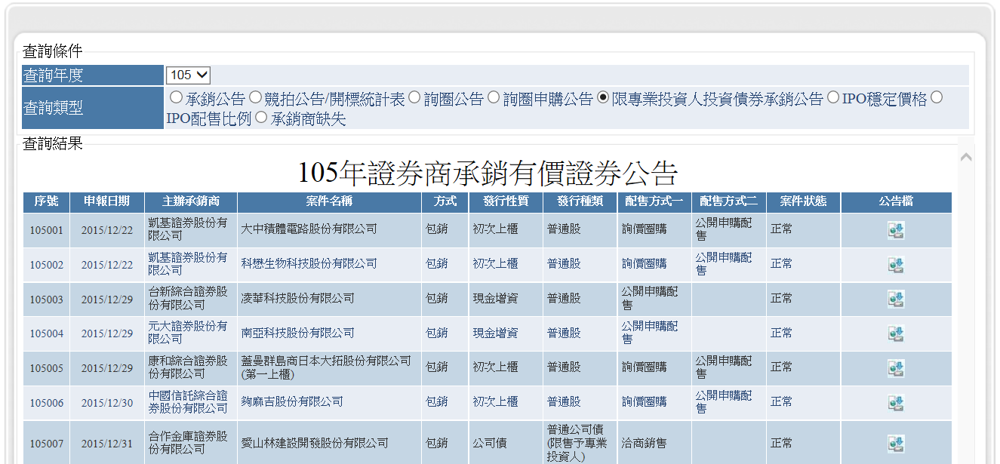 查詢條件
查詢年度 105
查詢類型 承銷公告 競拍公告/開標統計表 詢圈公告 詢圈申購公告 限專業投資人投資債券承銷公告 IPO穩定價格
IPO配售比例 承銷商缺失
查詢結果
105年證券商承銷有價證券公告
序號 申報日期 主辦承銷商 案件名稱 方式 發行性質 發行種類 配售方式一 配售方式二 案件狀態 公告檔
105001 2015/12/22 凱基證券股份有限公司 大中積體電路股份有限公司 包銷 初次上櫃 普通股 詢價圈購 公開申購配售 正常
105002 2015/12/22 凱基證券股份有限公司 科懋生物科技股份有限公司 包銷 初次上櫃 普通股 詢價圈購 公開申購配售 正常
105003 2015/12/29 台新綜合證券股份有限公司 凌華科技股份有限公司 包銷 現金增資 普通股 公開申購配售 正常
105004 2015/12/29 元大證券股份有限公司 南亞科技股份有限公司 包銷 現金增資 普通股 公開申購配售 正常
105005 2015/12/29 康和綜合證券股份有限公司 蓋曼群島商日本大拓股份有限公司(第一上櫃) 包銷 初次上櫃 普通股 詢價圈購 公開申購配售 正常
105006 2015/12/30 中國信託綜合證券股份有限公司 夠麻吉股份有限公司 包銷 初次上櫃 普通股 詢價圈購 公開申購配售 正常
105007 2015/12/31 合作金庫證券股份有限公司 愛山林建設開發股份有限公司 包銷 公司債 普通公司債(限售予專業投資人) 洽商銷售 正常